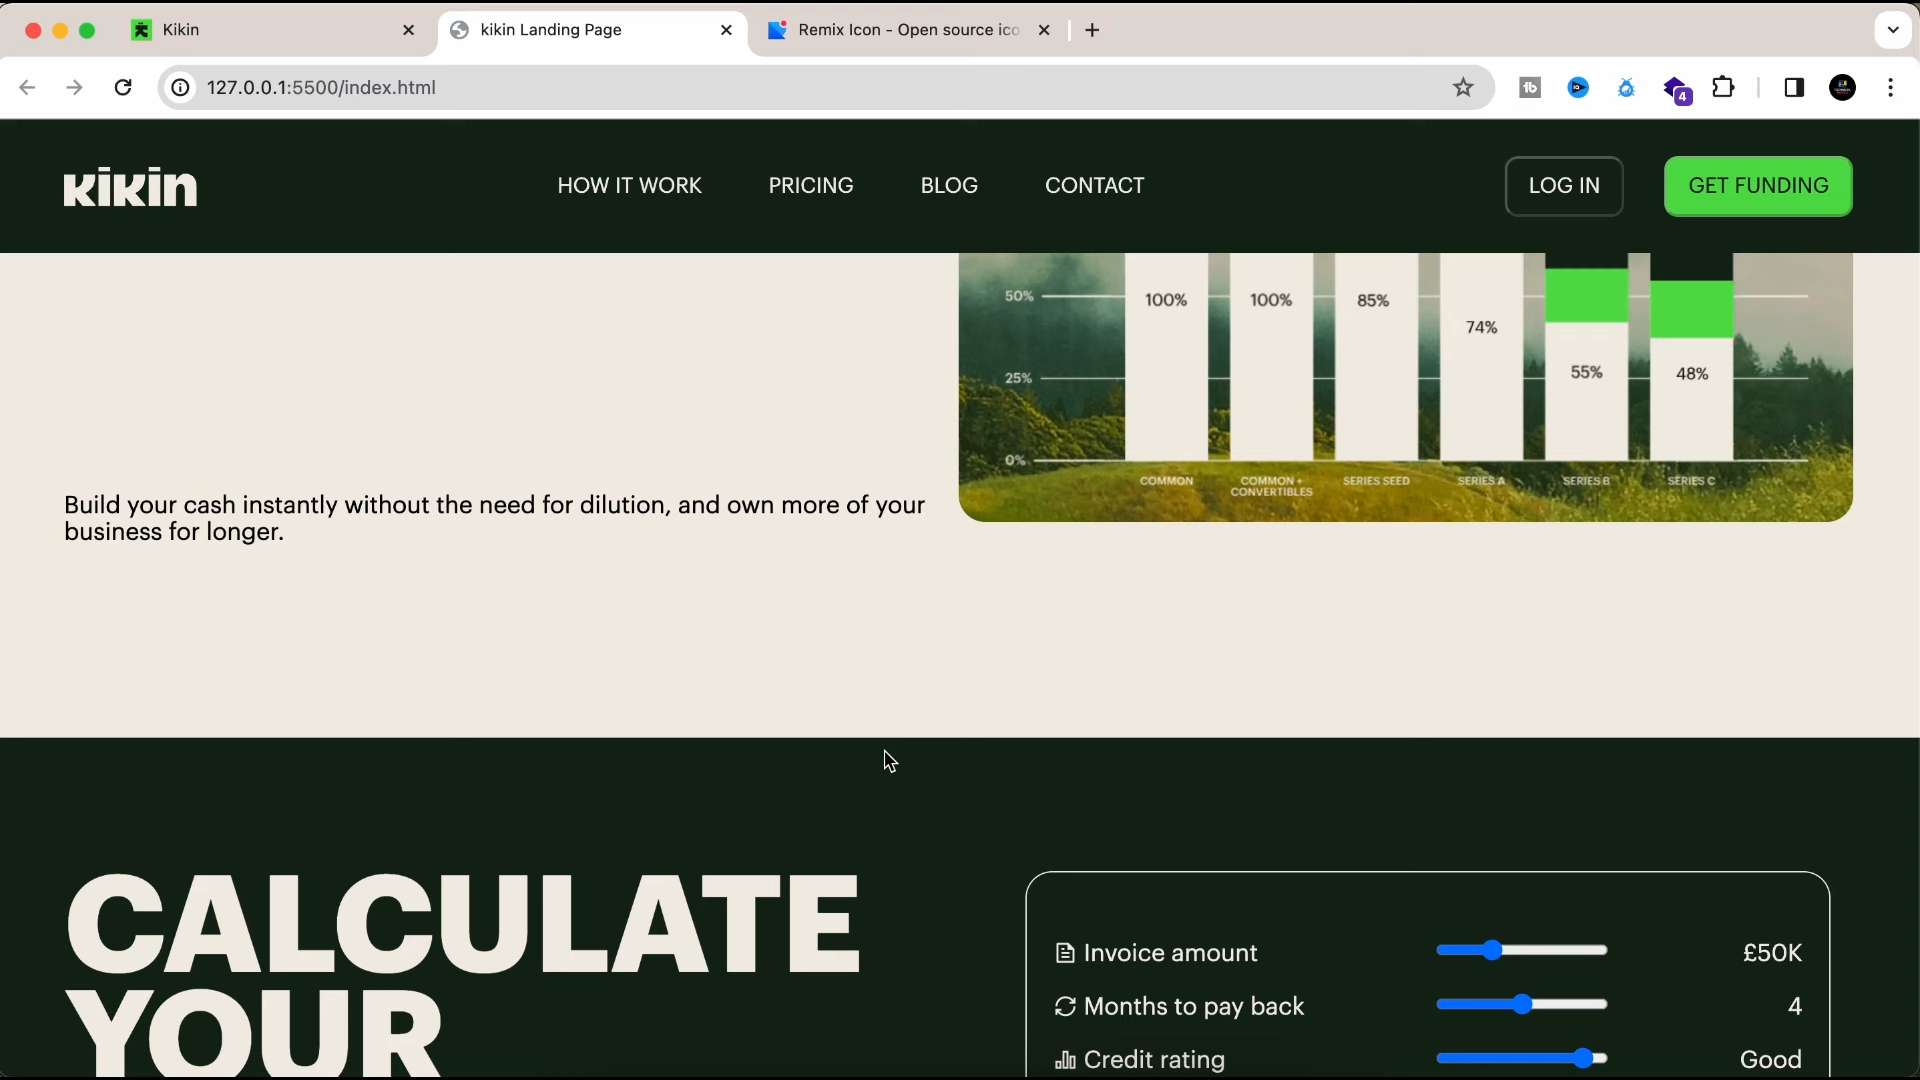 Kikin
kikin Landing Page
Remix Icon - Open source ico
127.0.0.1:5500/index.html
4
kikin
HOW IT WORK
PRICING
BLOG
CONTACT
LOG IN
GET FUNDING
50%
100%
100%
85%
74%
25%
55%
48%
0%
COMMON
COMMON +
CONVERTIBLES
SERIES SEED
SERIES A
SERIES B
SERIES C
Build your cash instantly without the need for dilution, and own more of your
business for longer.
CALCULATE
YOUR
Invoice amount
£50K
Months to pay back
4
Credit rating
Good